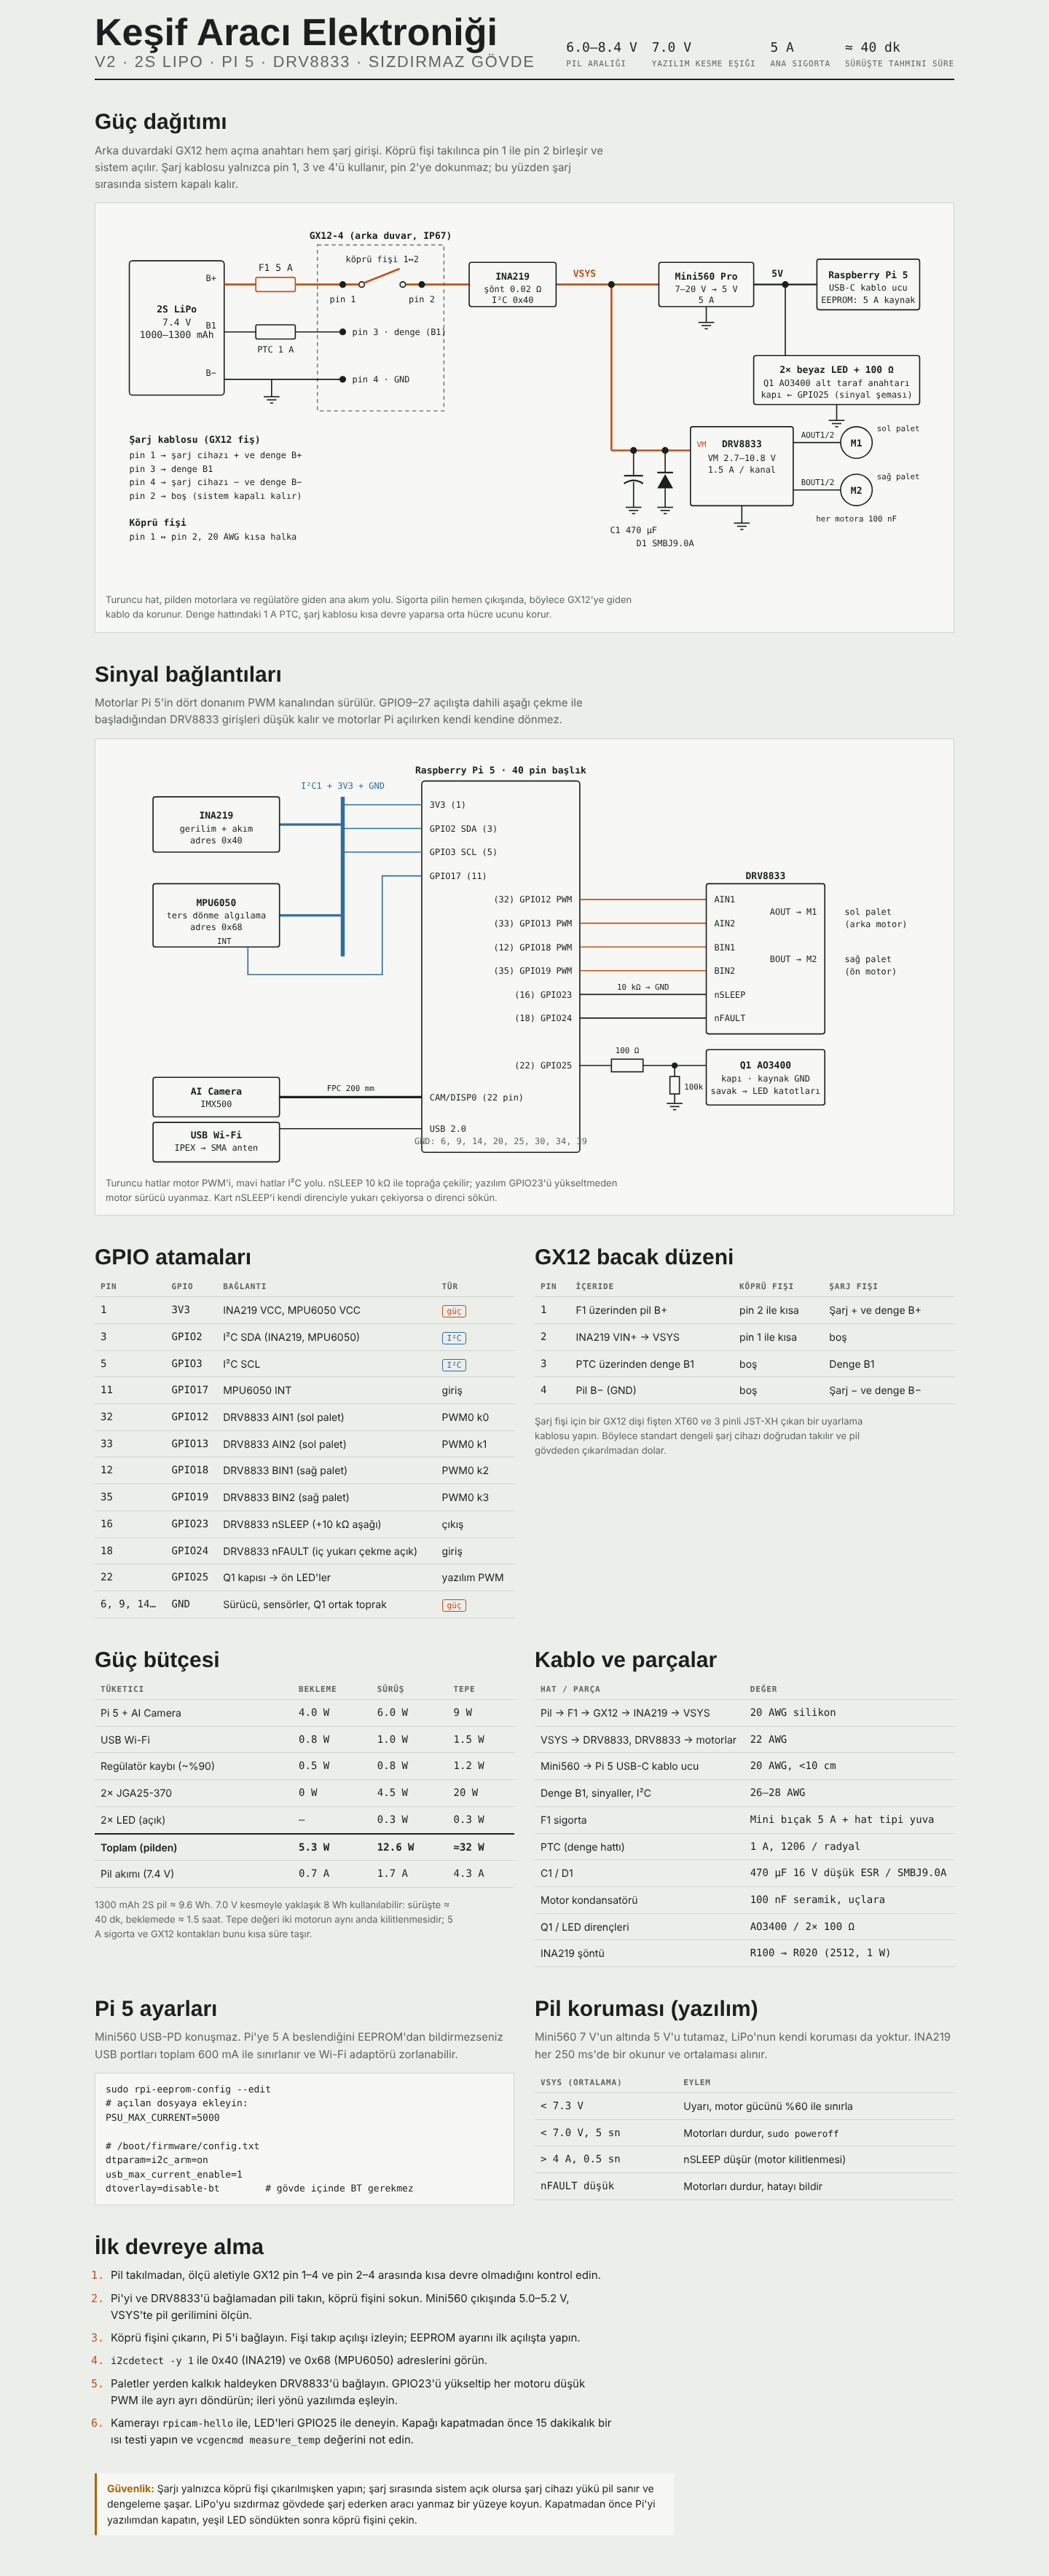 Keşif Aracı Elektroniği
V2 · 2S LIPO · PI 5 · DRV8833 · SIZDIRMAZ GÖVDE
6.0–8.4 V
PIL ARALIĞI
7.0 V
YAZILIM KESME EŞIĞI
5 A
ANA SIGORTA
≈ 40 dk
SÜRÜŞTE TAHMINI SÜRE
Güç dağıtımı
Arka duvardaki GX12 hem açma anahtarı hem şarj girişi. Köprü fişi takılınca pin 1 ile pin 2 birleşir ve
sistem açılır. Şarj kablosu yalnızca pin 1, 3 ve 4'ü kullanır, pin 2'ye dokunmaz; bu yüzden şarj
sırasında sistem kapalı kalır.
GX12-4 (arka duvar, IP67)
köprü fişi 1↔2
F1 5 A
pin 1
pin 2
B+
2S LiPo
7.4 V
1000–1300 mAh
B1
B−
PTC 1 A
pin 3 · denge (B1)
pin 4 · GND
INA219
şönt 0.02 Ω
I²C 0x40
VSYS
Mini560 Pro
7–20 V → 5 V
5 A
5V
Raspberry Pi 5
USB-C kablo ucu
EEPROM: 5 A kaynak
2× beyaz LED + 100 Ω
Q1 AO3400 alt taraf anahtarı
kapı ← GPIO25 (sinyal şeması)
VM
DRV8833
VM 2.7–10.8 V
1.5 A / kanal
AOUT1/2
M1
sol palet
BOUT1/2
M2
sağ palet
her motora 100 nF
C1 470 µF
D1 SMBJ9.0A
Şarj kablosu (GX12 fiş)
pin 1 → şarj cihazı + ve denge B+
pin 3 → denge B1
pin 4 → şarj cihazı − ve denge B−
pin 2 → boş (sistem kapalı kalır)
Köprü fişi
pin 1 ↔ pin 2, 20 AWG kısa halka
Turuncu hat, pilden motorlara ve regülatöre giden ana akım yolu. Sigorta pilin hemen çıkışında, böylece GX12'ye giden
kablo da korunur. Denge hattındaki 1 A PTC, şarj kablosu kısa devre yaparsa orta hücre ucunu korur.
Sinyal bağlantıları
Motorlar Pi 5'in dört donanım PWM kanalından sürülür. GPIO9–27 açılışta dahili aşağı çekme ile
başladığından DRV8833 girişleri düşük kalır ve motorlar Pi açılırken kendi kendine dönmez.
Raspberry Pi 5 · 40 pin başlık
I²C1 + 3V3 + GND
INA219
gerilim + akım
adres 0x40
MPU6050
ters dönme algılama
adres 0x68
INT
3V3 (1)
GPIO2 SDA (3)
GPIO3 SCL (5)
GPIO17 (11)
(32) GPIO12 PWM
(33) GPIO13 PWM
(12) GPIO18 PWM
(35) GPIO19 PWM
(16) GPIO23
(18) GPIO24
(22) GPIO25
10 kΩ → GND
DRV8833
AIN1
AIN2
BIN1
BIN2
nSLEEP
nFAULT
AOUT → M1
BOUT → M2
sol palet
(arka motor)
sağ palet
(ön motor)
100 Ω
100k
Q1 AO3400
kapı · kaynak GND
savak → LED katotları
AI Camera
IMX500
FPC 200 mm
CAM/DISP0 (22 pin)
USB Wi-Fi
IPEX → SMA anten
USB 2.0
GND: 6, 9, 14, 20, 25, 30, 34, 39
Turuncu hatlar motor PWM'i, mavi hatlar I²C yolu. nSLEEP 10 kΩ ile toprağa çekilir; yazılım GPIO23'ü yükseltmeden
motor sürücü uyanmaz. Kart nSLEEP'i kendi direnciyle yukarı çekiyorsa o direnci sökün.
GPIO atamaları
PIN GPIO BAĞLANTI TÜR
1 3V3 INA219 VCC, MPU6050 VCC güç
3 GPIO2 I²C SDA (INA219, MPU6050) I²C
5 GPIO3 I²C SCL I²C
11 GPIO17 MPU6050 INT giriş
32 GPIO12 DRV8833 AIN1 (sol palet) PWM0 k0
33 GPIO13 DRV8833 AIN2 (sol palet) PWM0 k1
12 GPIO18 DRV8833 BIN1 (sağ palet) PWM0 k2
35 GPIO19 DRV8833 BIN2 (sağ palet) PWM0 k3
16 GPIO23 DRV8833 nSLEEP (+10 kΩ aşağı) çıkış
18 GPIO24 DRV8833 nFAULT (iç yukarı çekme açık) giriş
22 GPIO25 Q1 kapısı → ön LED'ler yazılım PWM
6, 9, 14… GND Sürücü, sensörler, Q1 ortak toprak güç
GX12 bacak düzeni
PIN İÇERIDE KÖPRÜ FIŞI ŞARJ FIŞI
1 F1 üzerinden pil B+ pin 2 ile kısa Şarj + ve denge B+
2 INA219 VIN+ → VSYS pin 1 ile kısa boş
3 PTC üzerinden denge B1 boş Denge B1
4 Pil B− (GND) boş Şarj − ve denge B−
Şarj fişi için bir GX12 dişi fişten XT60 ve 3 pinli JST-XH çıkan bir uyarlama
kablosu yapın. Böylece standart dengeli şarj cihazı doğrudan takılır ve pil
gövdeden çıkarılmadan dolar.
Güç bütçesi
TÜKETICI BEKLEME SÜRÜŞ TEPE
Pi 5 + AI Camera 4.0 W 6.0 W 9 W
USB Wi-Fi 0.8 W 1.0 W 1.5 W
Regülatör kaybı (~%90) 0.5 W 0.8 W 1.2 W
2× JGA25-370 0 W 4.5 W 20 W
2× LED (açık) — 0.3 W 0.3 W
Toplam (pilden) 5.3 W 12.6 W ≈32 W
Pil akımı (7.4 V) 0.7 A 1.7 A 4.3 A
1300 mAh 2S pil ≈ 9.6 Wh. 7.0 V kesmeyle yaklaşık 8 Wh kullanılabilir: sürüşte ≈
40 dk, beklemede ≈ 1.5 saat. Tepe değeri iki motorun aynı anda kilitlenmesidir; 5
A sigorta ve GX12 kontakları bunu kısa süre taşır.
Kablo ve parçalar
HAT / PARÇA DEĞER
Pil → F1 → GX12 → INA219 → VSYS 20 AWG silikon
VSYS → DRV8833, DRV8833 → motorlar 22 AWG
Mini560 → Pi 5 USB-C kablo ucu 20 AWG, <10 cm
Denge B1, sinyaller, I²C 26–28 AWG
F1 sigorta Mini bıçak 5 A + hat tipi yuva
PTC (denge hattı) 1 A, 1206 / radyal
C1 / D1 470 µF 16 V düşük ESR / SMBJ9.0A
Motor kondansatörü 100 nF seramik, uçlara
Q1 / LED dirençleri AO3400 / 2× 100 Ω
INA219 şöntü R100 → R020 (2512, 1 W)
Pi 5 ayarları
Mini560 USB-PD konuşmaz. Pi'ye 5 A beslendiğini EEPROM'dan bildirmezseniz
USB portları toplam 600 mA ile sınırlanır ve Wi-Fi adaptörü zorlanabilir.
sudo rpi-eeprom-config --edit
# açılan dosyaya ekleyin:
PSU_MAX_CURRENT=5000
# /boot/firmware/config.txt
dtparam=i2c_arm=on
usb_max_current_enable=1
dtoverlay=disable-bt # gövde içinde BT gerekmez
Pil koruması (yazılım)
Mini560 7 V'un altında 5 V'u tutamaz, LiPo'nun kendi koruması da yoktur. INA219
her 250 ms'de bir okunur ve ortalaması alınır.
VSYS (ORTALAMA) EYLEM
< 7.3 V Uyarı, motor gücünü %60 ile sınırla
< 7.0 V, 5 sn Motorları durdur, sudo poweroff
> 4 A, 0.5 sn nSLEEP düşür (motor kilitlenmesi)
nFAULT düşük Motorları durdur, hatayı bildir
İlk devreye alma
1. Pil takılmadan, ölçü aletiyle GX12 pin 1–4 ve pin 2–4 arasında kısa devre olmadığını kontrol edin.
2. Pi'yi ve DRV8833'ü bağlamadan pili takın, köprü fişini sokun. Mini560 çıkışında 5.0–5.2 V,
VSYS'te pil gerilimini ölçün.
3. Köprü fişini çıkarın, Pi 5'i bağlayın. Fişi takıp açılışı izleyin; EEPROM ayarını ilk açılışta yapın.
4. i2cdetect -y 1 ile 0x40 (INA219) ve 0x68 (MPU6050) adreslerini görün.
5. Paletler yerden kalkık haldeyken DRV8833'ü bağlayın. GPIO23'ü yükseltip her motoru düşük
PWM ile ayrı ayrı döndürün; ileri yönü yazılımda eşleyin.
6. Kamerayı rpicam-hello ile, LED'leri GPIO25 ile deneyin. Kapağı kapatmadan önce 15 dakikalık bir
ısı testi yapın ve vcgencmd measure_temp değerini not edin.
Güvenlik: Şarjı yalnızca köprü fişi çıkarılmışken yapın; şarj sırasında sistem açık olursa şarj cihazı yükü pil sanır ve
dengeleme şaşar. LiPo'yu sızdırmaz gövdede şarj ederken aracı yanmaz bir yüzeye koyun. Kapatmadan önce Pi'yi
yazılımdan kapatın, yeşil LED söndükten sonra köprü fişini çekin.